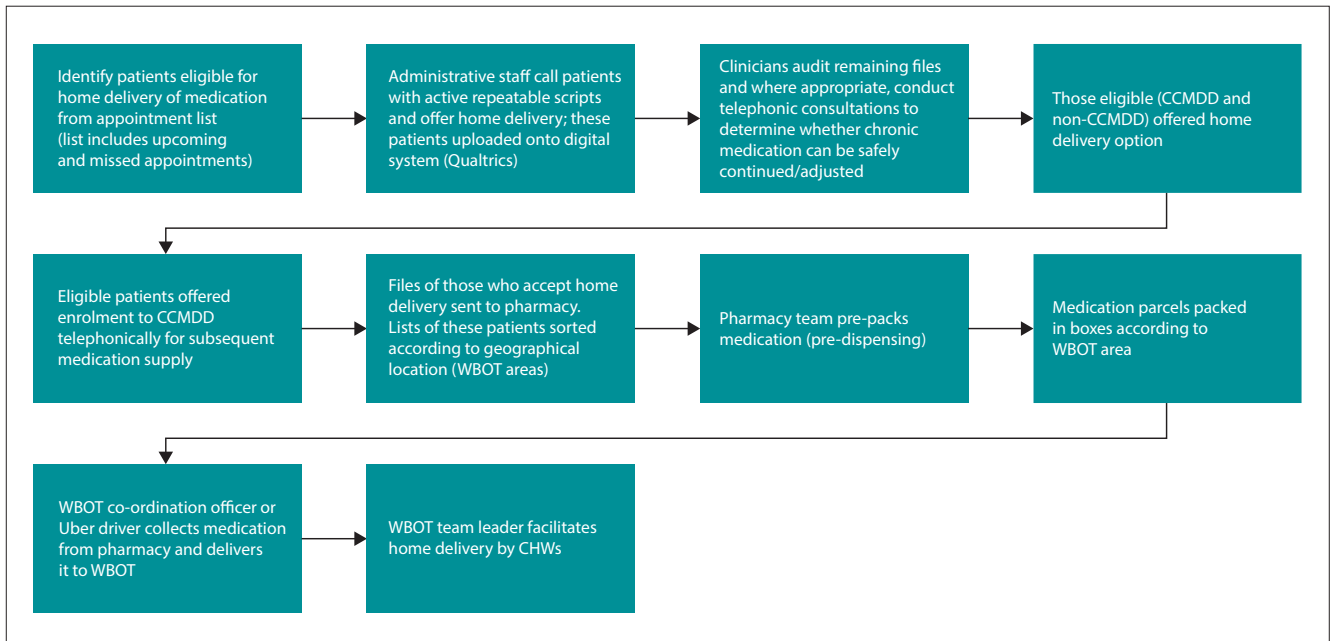 Identify patients eligible for
home delivery of medication
from appointment list
(list includes upcoming
and missed appointments)
Administrative staff call patients
with active repeatable scripts
and offer home delivery; these
patients uploaded onto digital
system (Qualtrics)
Clinicians audit remaining files
and where appropriate, conduct
telephonic consultations to
determine whether chronic
medication can be safely
continued/adjusted
Those eligible (CCMDD and
non-CCMDD) offered home
delivery option
Eligible patients offered
enrolment to CCMDD
telephonically for subsequent
medication supply
Files of those who accept home
delivery sent to pharmacy.
Lists of these patients sorted
according to geographical
location (WBOT areas)
Pharmacy team pre-packs
medication (pre-dispensing)
Medication parcels packed
in boxes according to
WBOT area
WBOT co-ordination officer or
Uber driver collects medication
from pharmacy and delivers
it to WBOT
WBOT team leader facilitates
home delivery by CHWs